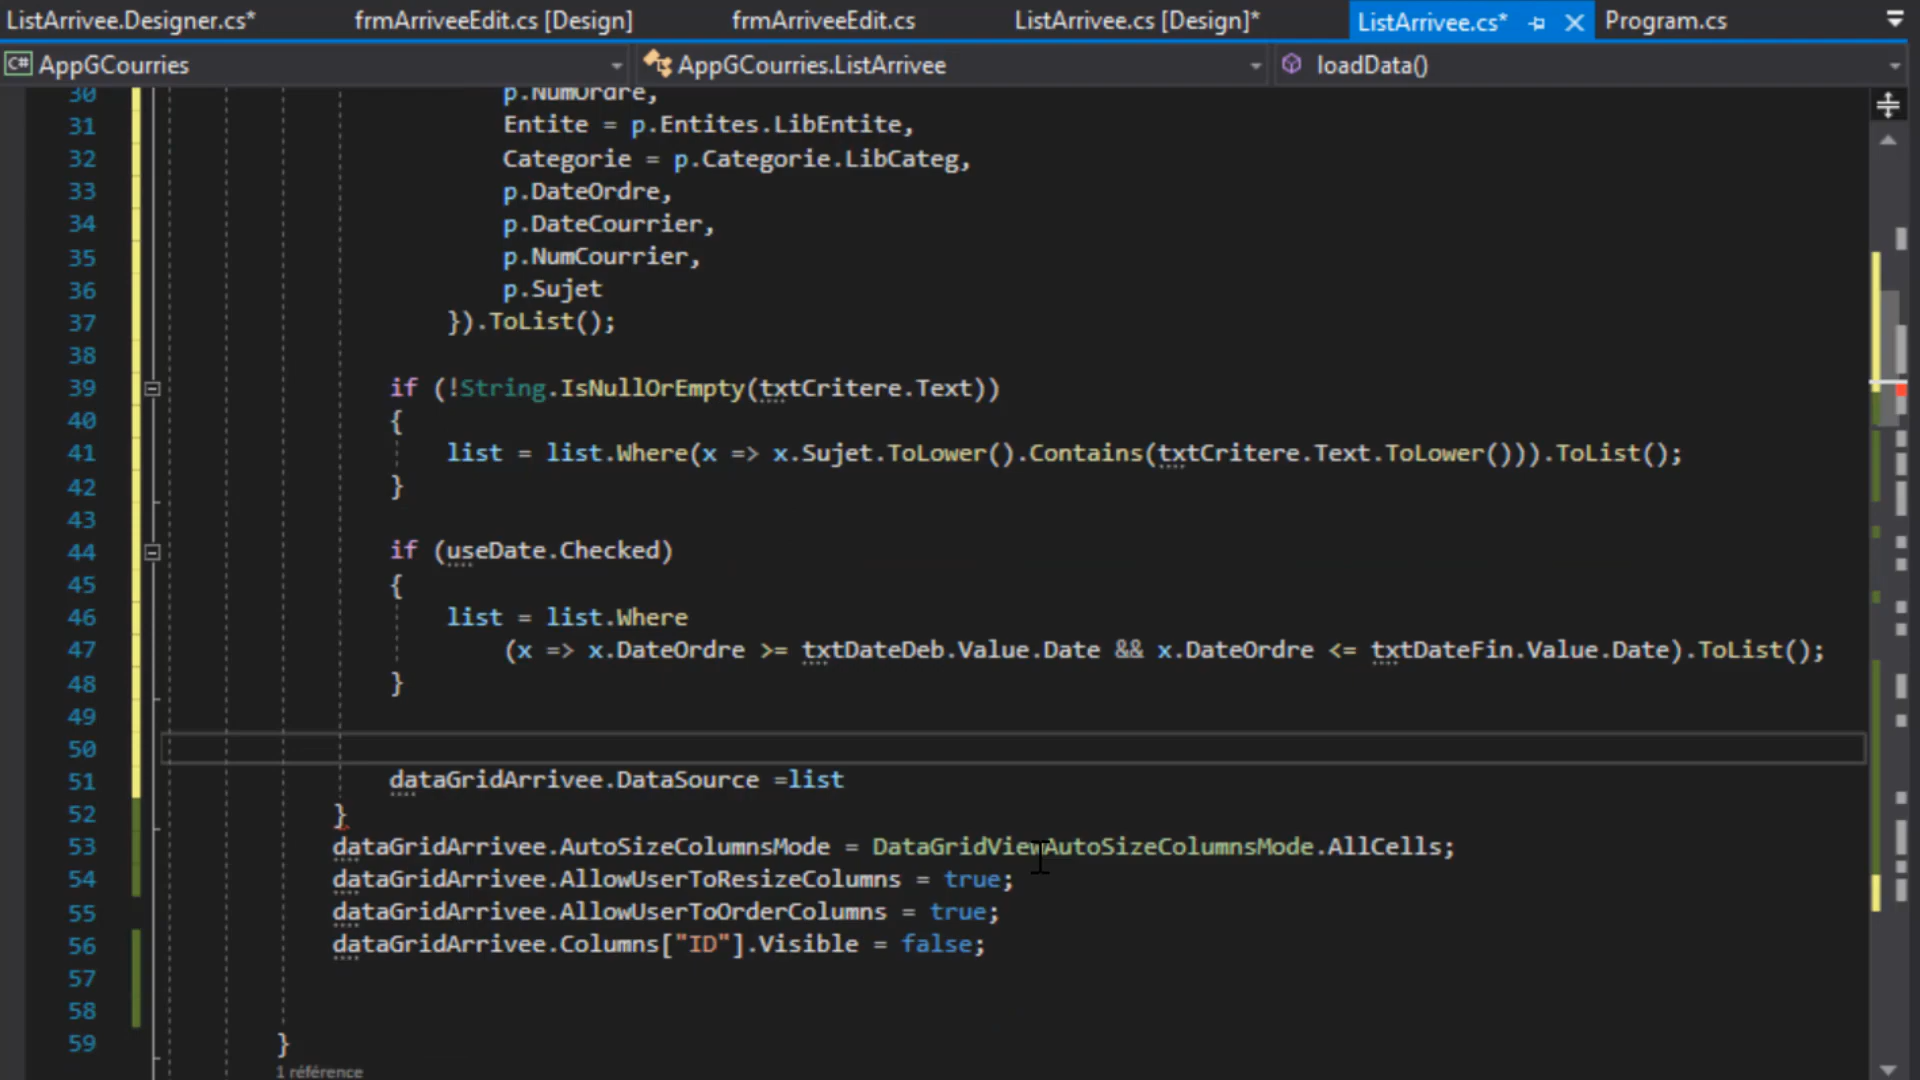 ListArrivee.Designer.cs* frmArriveeEdit.cs [Design] frmArriveeEdit.cs ListArrivee.cs [Design]* ListArrivee.cs* Program.cs
C# AppGCourries AppGCourries.ListArrivee loadData()
30 p.NumOrdre,
31 Entite = p.Entites.LibEntite,
32 Categorie = p.Categorie.LibCateg,
33 p.DateOrdre,
34 p.DateCourrier,
35 p.NumCourrier,
36 p.Sujet
37 }).ToList();
38
39 if (!String.IsNullOrEmpty(txtCritere.Text))
40 {
41 list = list.Where(x => x.Sujet.ToLower().Contains(txtCritere.Text.ToLower())).ToList();
42 }
43
44 if (useDate.Checked)
45 {
46 list = list.Where
47 (x => x.DateOrdre >= txtDateDeb.Value.Date && x.DateOrdre <= txtDateFin.Value.Date).ToList();
48 }
49
50
51 dataGridArrivee.DataSource =list
52 }
53 dataGridArrivee.AutoSizeColumnsMode = DataGridViewAutoSizeColumnsMode.AllCells;
54 dataGridArrivee.AllowUserToResizeColumns = true;
55 dataGridArrivee.AllowUserToOrderColumns = true;
56 dataGridArrivee.Columns["ID"].Visible = false;
57
58
59 }
1 référence